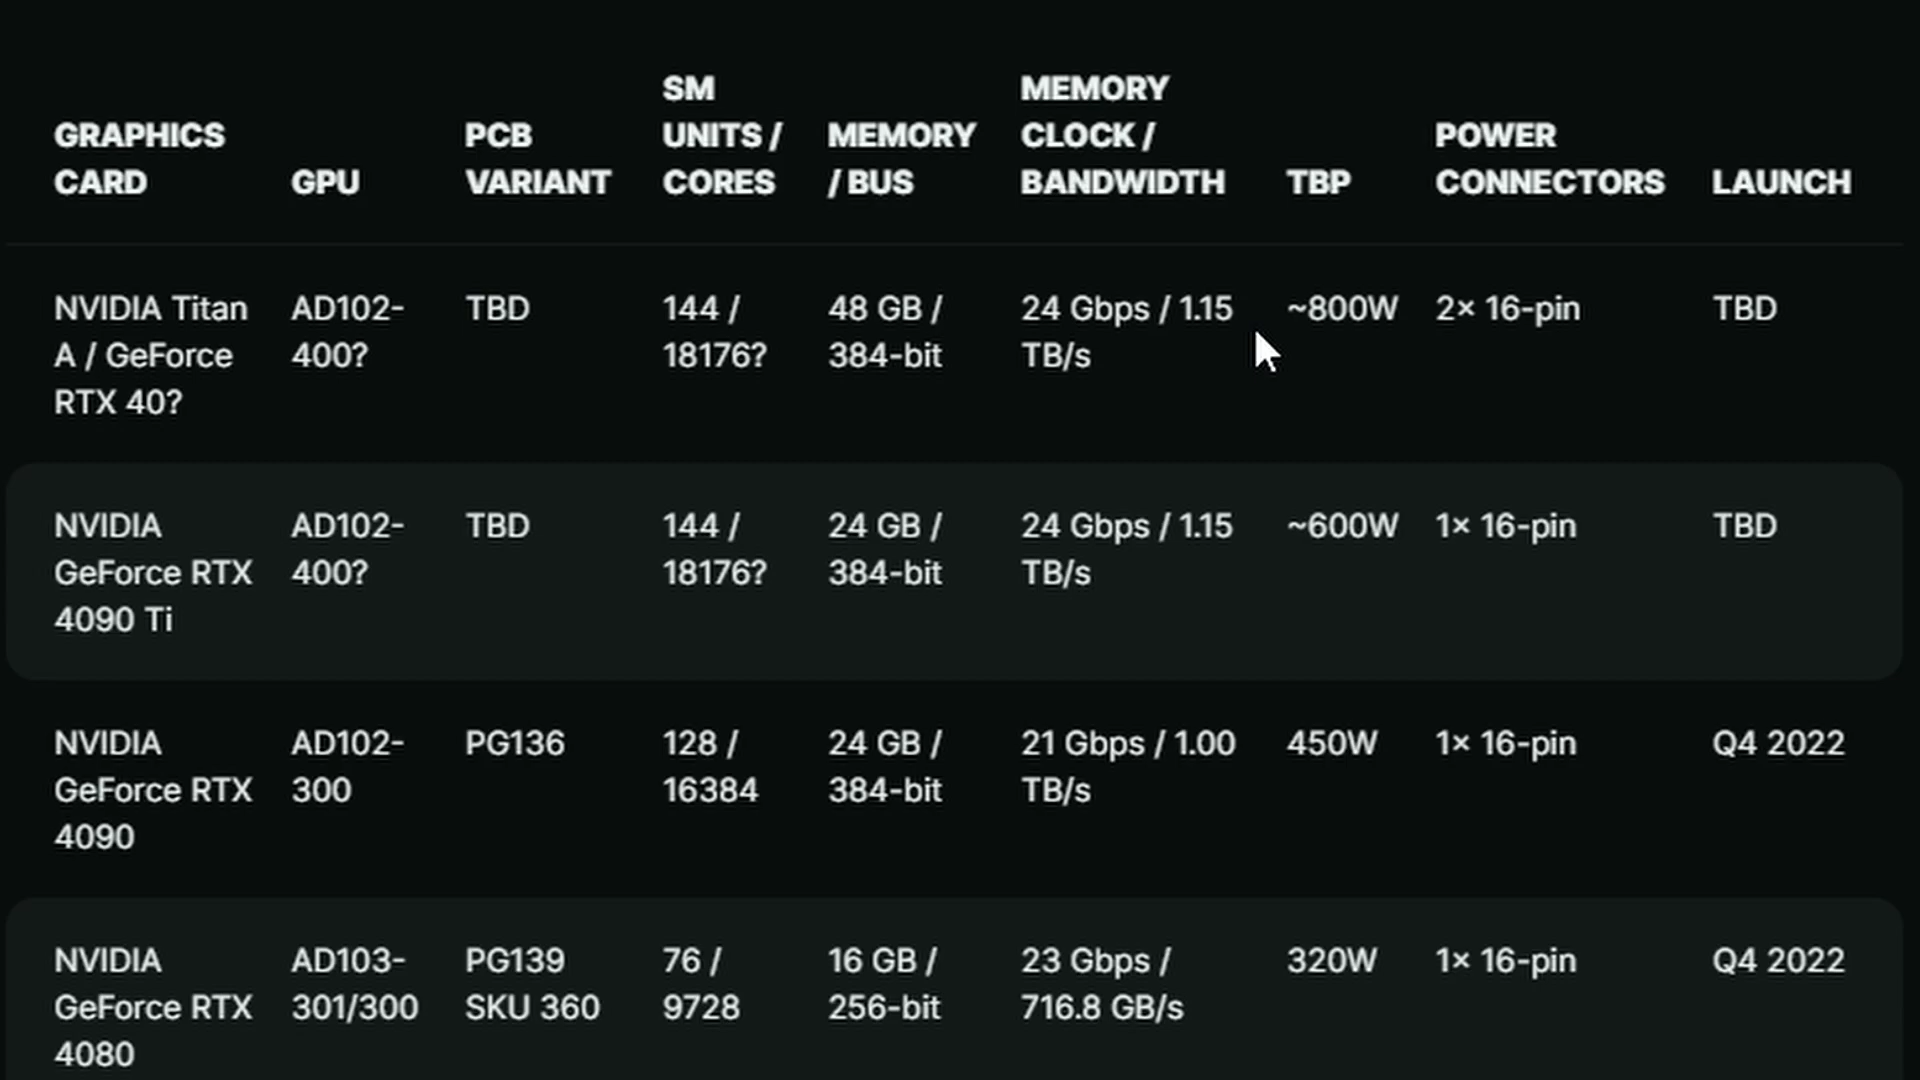 GRAPHICS CARD GPU PCB VARIANT SM UNITS / CORES MEMORY / BUS MEMORY CLOCK / BANDWIDTH TBP POWER CONNECTORS LAUNCH
NVIDIA Titan AD102- TBD 144 / 48 GB / 24 Gbps / 1.15 ~800W 2× 16-pin TBD
A / GeForce 400? 18176? 384-bit TB/s
RTX 40?
NVIDIA AD102- TBD 144 / 24 GB / 24 Gbps / 1.15 ~600W 1× 16-pin TBD
GeForce RTX 400? 18176? 384-bit TB/s
4090 Ti
NVIDIA AD102- PG136 128 / 24 GB / 21 Gbps / 1.00 450W 1× 16-pin Q4 2022
GeForce RTX 300 16384 384-bit TB/s
4090
NVIDIA AD103- PG139 76 / 16 GB / 23 Gbps / 320W 1× 16-pin Q4 2022
GeForce RTX 301/300 SKU 360 9728 256-bit 716.8 GB/s
4080